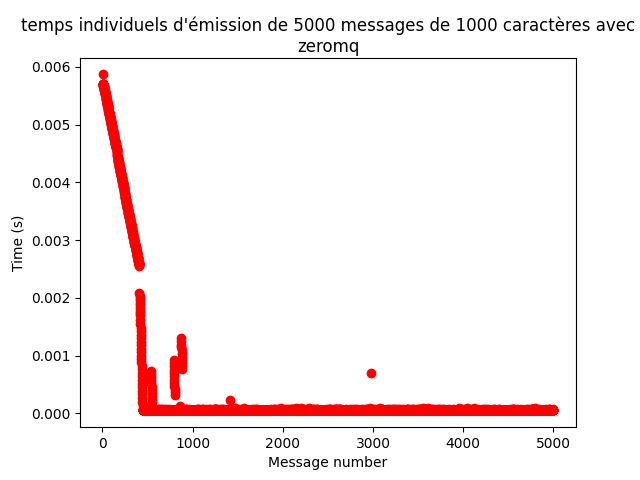 temps individuels d'émission de 5000 messages de 1000 caractères avec
zeromq
0.006
0.005
0.004
0.003
0.002
0.001
0.000
Time (s)
0 1000 2000 3000 4000 5000
Message number